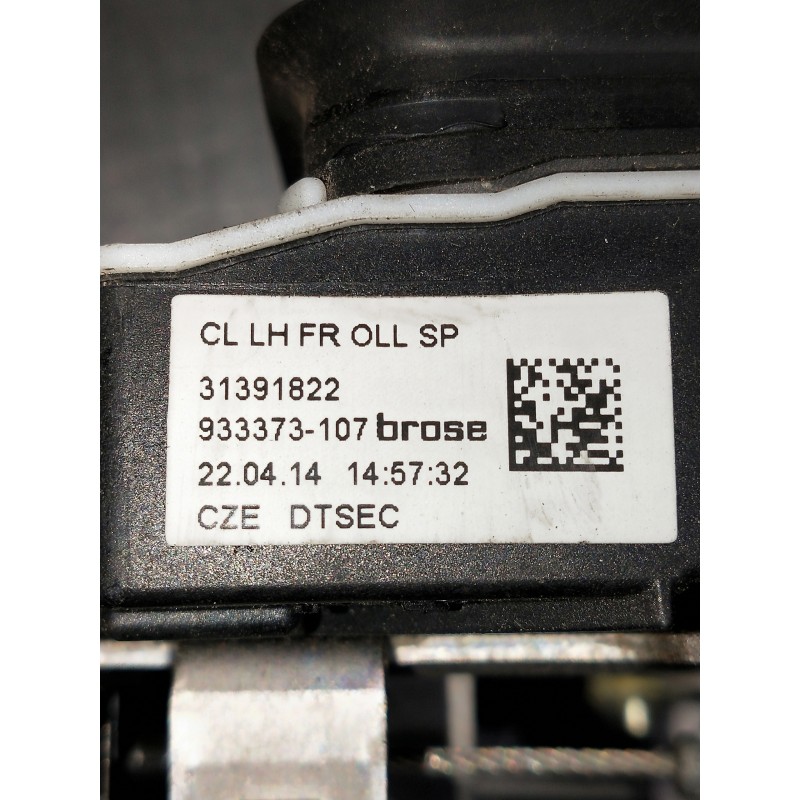 CL LH FR OLL SP
31391822
933373-107 brose
22.04.14 14:57:32
CZE DTSEC